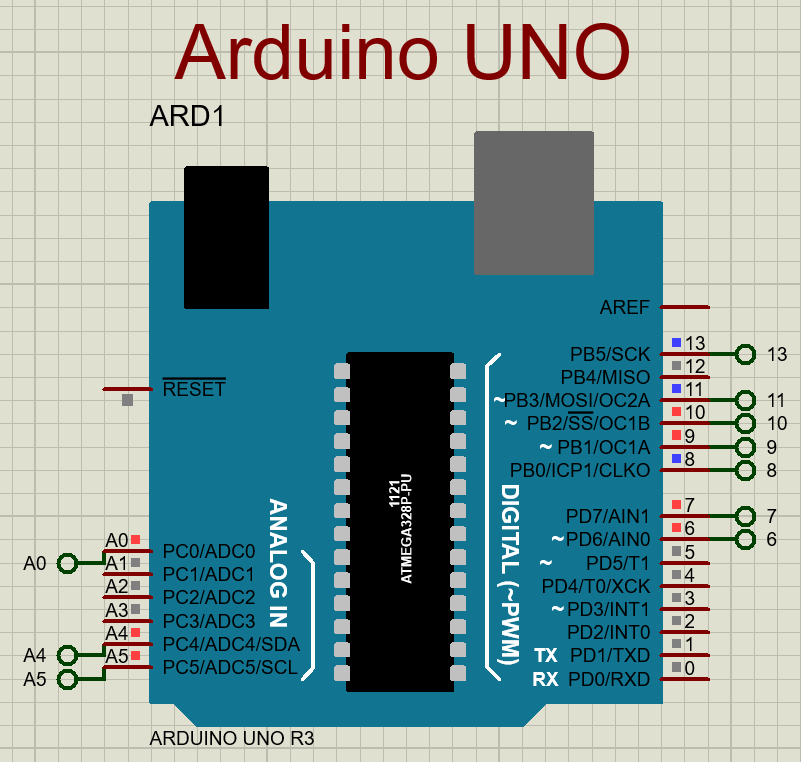 Arduino UNO
ARD1
AREF
RESET
PB5/SCK 13 13
PB4/MISO 12
~PB3/MOSI/OC2A 11 11
~ PB2/SS/OC1B 10 10
~ PB1/OC1A 9 9
PB0/ICP1/CLKO 8 8
PD7/AIN1 7 7
~PD6/AIN0 6 6
~ PD5/T1 5
PD4/T0/XCK 4
~PD3/INT1 3
PD2/INT0 2
TX PD1/TXD 1
RX PD0/RXD 0
DIGITAL (~PWM)
1121
ATMEGA328P-PU
ANALOG IN
A0 A0 PC0/ADC0
A1 PC1/ADC1
A2 PC2/ADC2
A3 PC3/ADC3
A4 A4 PC4/ADC4/SDA
A5 A5 PC5/ADC5/SCL
ARDUINO UNO R3